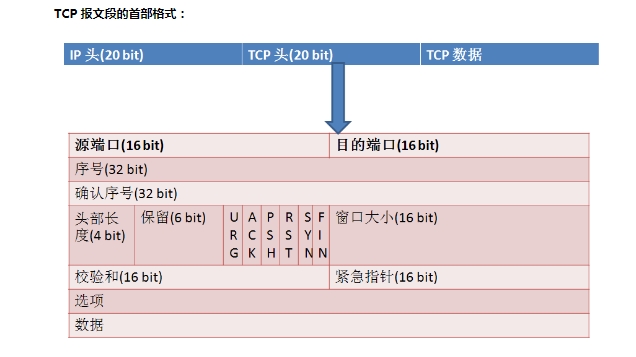 TCP 报文段的首部格式：
IP 头(20 bit) TCP 头(20 bit) TCP 数据
源端口(16 bit) 目的端口(16 bit)
序号(32 bit)
确认序号(32 bit)
头部长度(4 bit) 保留(6 bit) URG ACK PSH RST SYN FIN 窗口大小(16 bit)
校验和(16 bit) 紧急指针(16 bit)
选项
数据